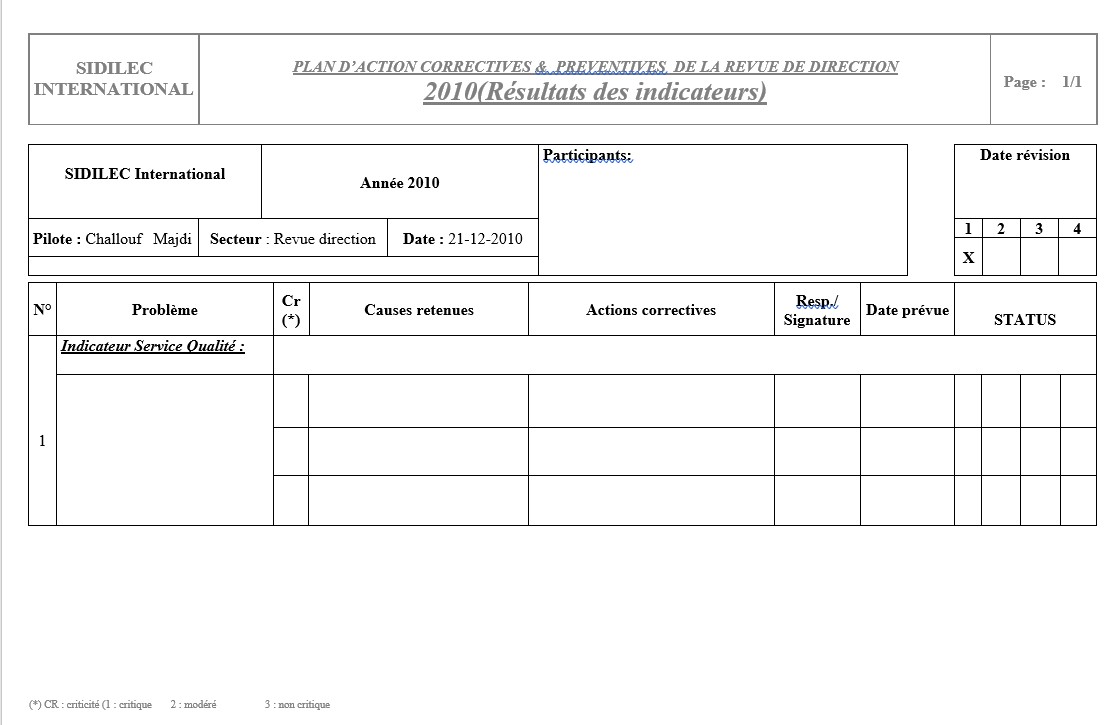 SIDILEC
INTERNATIONAL
PLAN D’ACTION CORRECTIVES & PREVENTIVES DE LA REVUE DE DIRECTION
2010(Résultats des indicateurs)
Page : 1/1
SIDILEC International
Année 2010
Participants:
Date révision
Pilote : Challouf Majdi
Secteur : Revue direction
Date : 21-12-2010
1 2 3 4
X
N°
Problème
Cr
(*)
Causes retenues
Actions correctives
Resp./
Signature
Date prévue
STATUS
Indicateur Service Qualité :
1
(*) CR : criticité (1 : critique 2 : modéré 3 : non critique